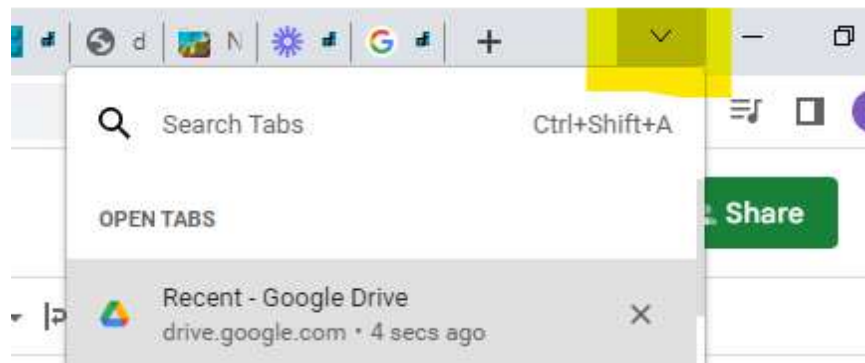 d N
Search Tabs Ctrl+Shift+A
OPEN TABS
Share
Recent - Google Drive
drive.google.com • 4 secs ago